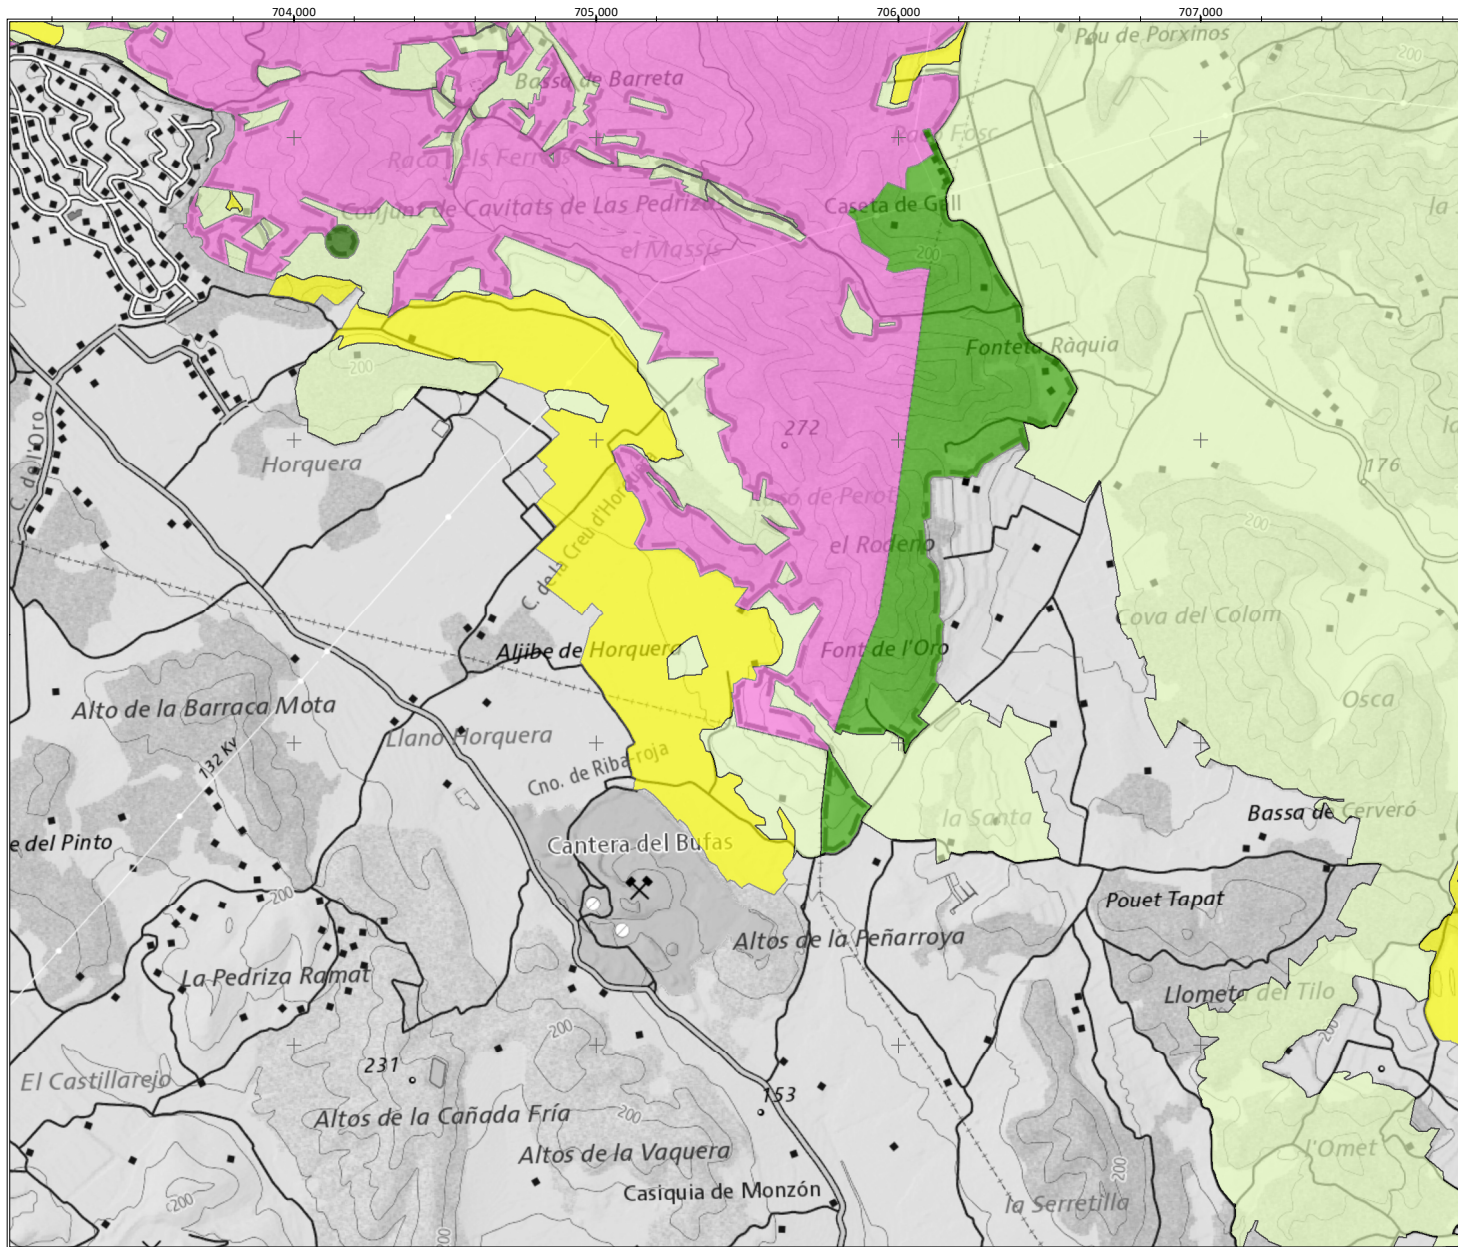 704,000
705,000
706,000
707,000
Pou de Porxinos
200
Bassa de Barreta
Racó Fosc
Racó dels Ferrers
Caseta de Gall
Conjunt de Cavitats de Las Pedrizas
el Massís
200
Fonteta Ràquia
200
272
Horquera
176
C. de l'Oro
Rasó de Perot
200
C. de la Creu d'Horquera
el Rodeno
Cova del Colom
Aljibe de Horquera
Font de l'Oro
Osca
Alto de la Barraca Mota
Llano Horquera
132 Kv
Cno. de Riba-roja
Bassa de Cerveró
la Santa
e del Pinto
Cantera del Bufas
200
Pouet Tapat
Altos de la Peñarroya
La Pedriza Ramat
Llometa del Tilo
200
200
231
El Castillarejo
153
Altos de la Cañada Fría
200
Altos de la Vaquera
l'Omet
200
Casiquia de Monzón
200
la Serretilla
200